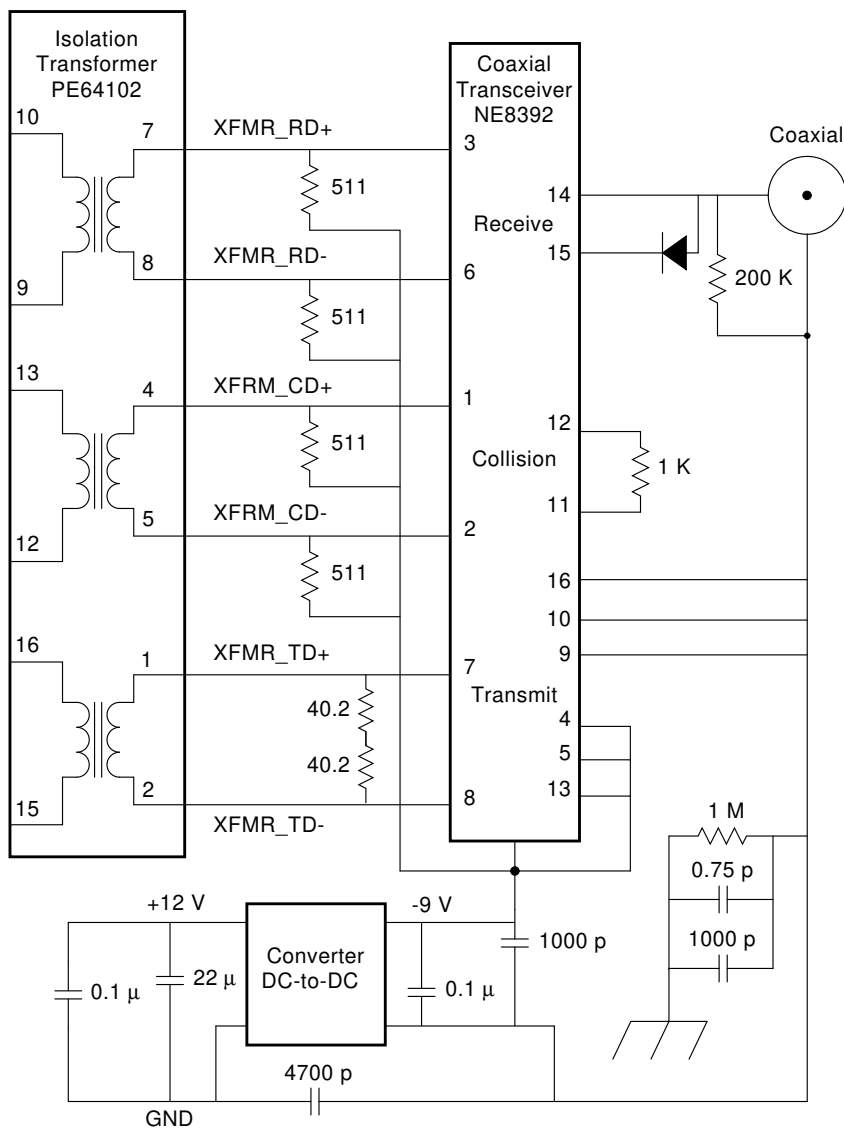 Isolation
Transformer
PE64102
10
7
XFMR_RD+
9
8
XFMR_RD-
13
4
XFRM_CD+
12
5
XFRM_CD-
16
1
XFMR_TD+
15
2
XFMR_TD-
511
511
511
511
40.2
40.2
Coaxial
Transceiver
NE8392
3
14
Receive
15
6
1
12
Collision
11
2
16
10
9
7
Transmit
4
5
13
8
Coaxial
200 K
1 K
1 M
0.75 p
1000 p
+12 V
-9 V
Converter
DC-to-DC
0.1 µ
22 µ
0.1 µ
1000 p
4700 p
GND